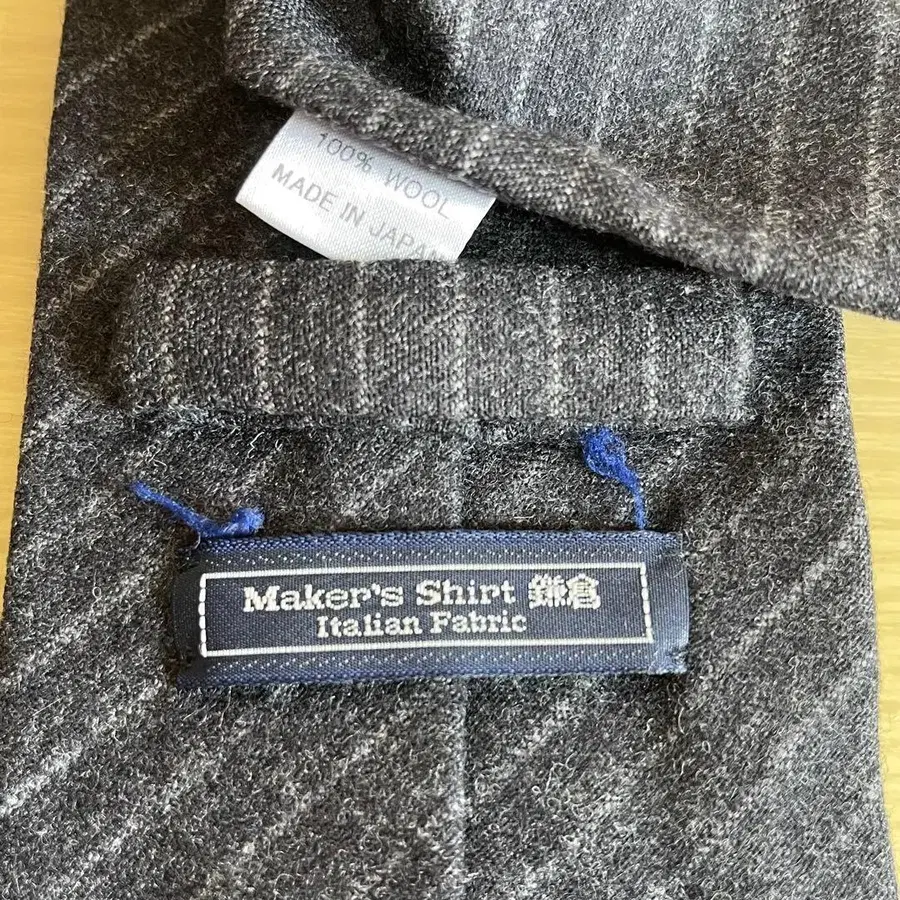 100% WOOL
MADE IN JAPAN
Maker's Shirt 鎌倉
Italian Fabric